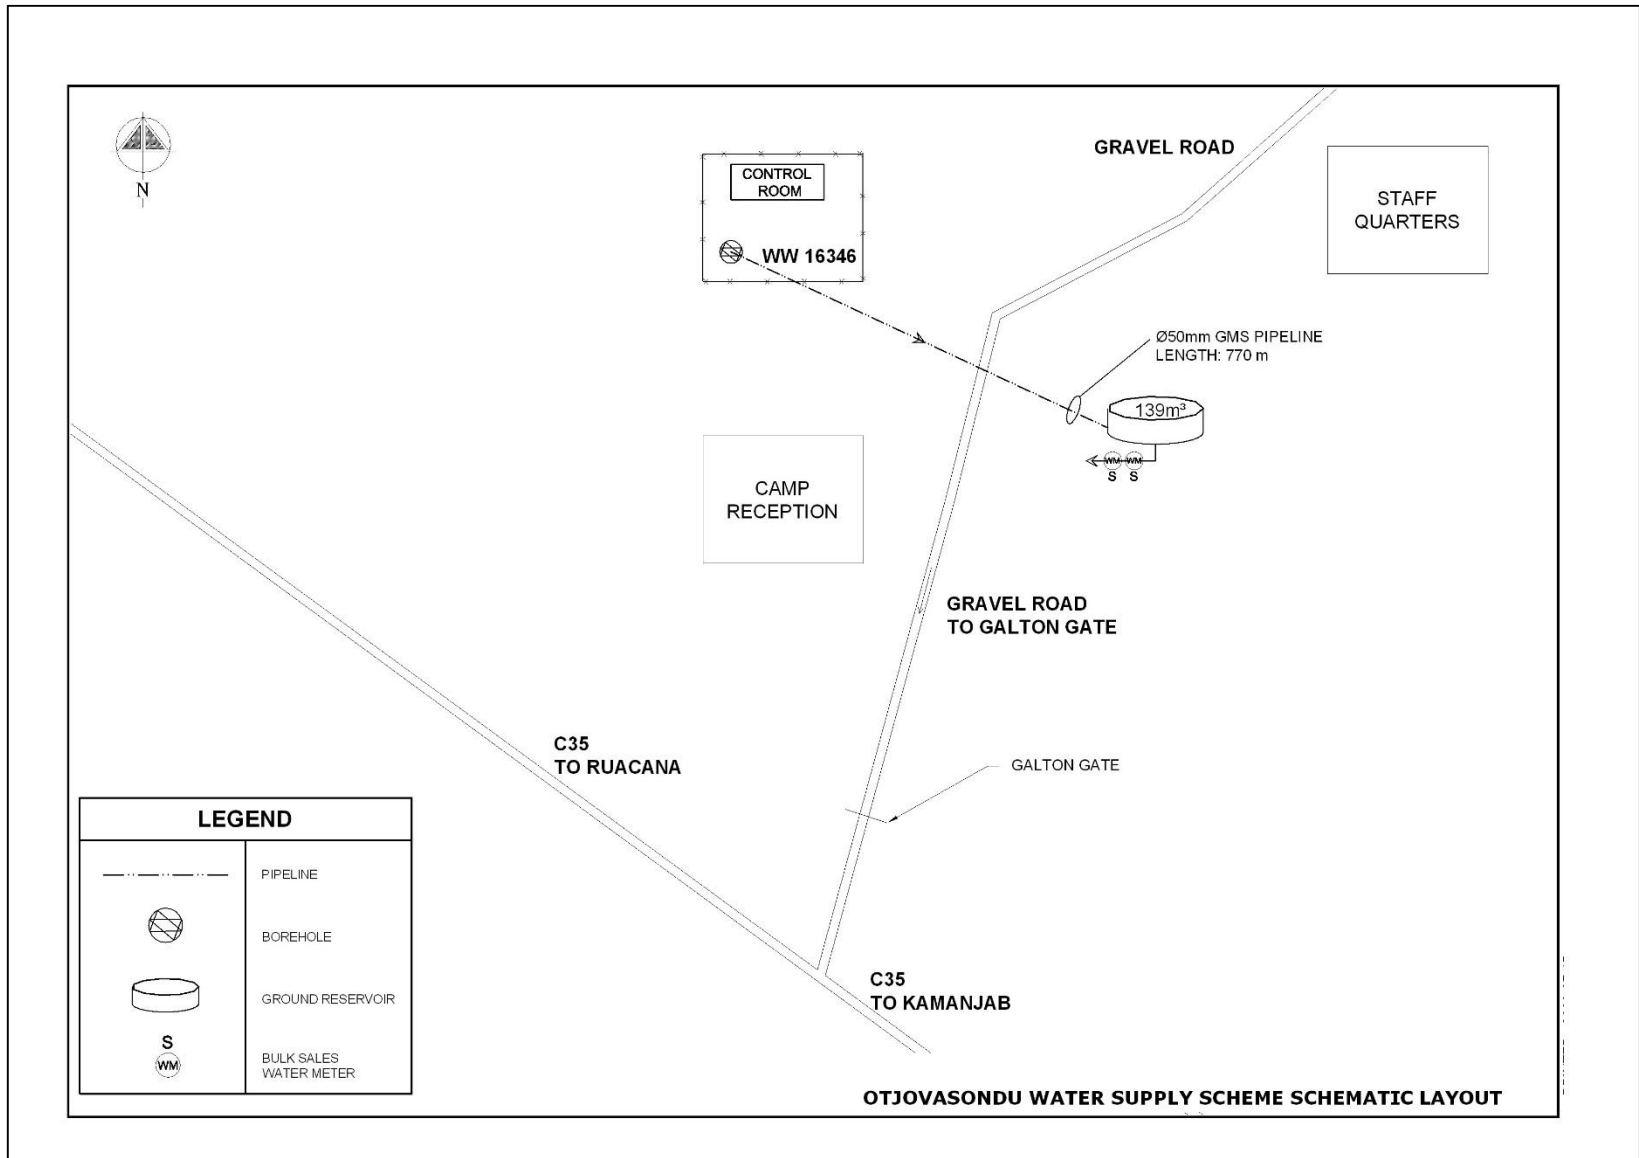 N
CONTROL
ROOM
WW 16346
GRAVEL ROAD
STAFF
QUARTERS
Ø50mm GMS PIPELINE
LENGTH: 770 m
139m³
WM WM
S S
CAMP
RECEPTION
GRAVEL ROAD
TO GALTON GATE
C35
TO RUACANA
GALTON GATE
C35
TO KAMANJAB
LEGEND
PIPELINE
BOREHOLE
GROUND RESERVOIR
S
WM
BULK SALES
WATER METER
OTJOVASONDU WATER SUPPLY SCHEME SCHEMATIC LAYOUT